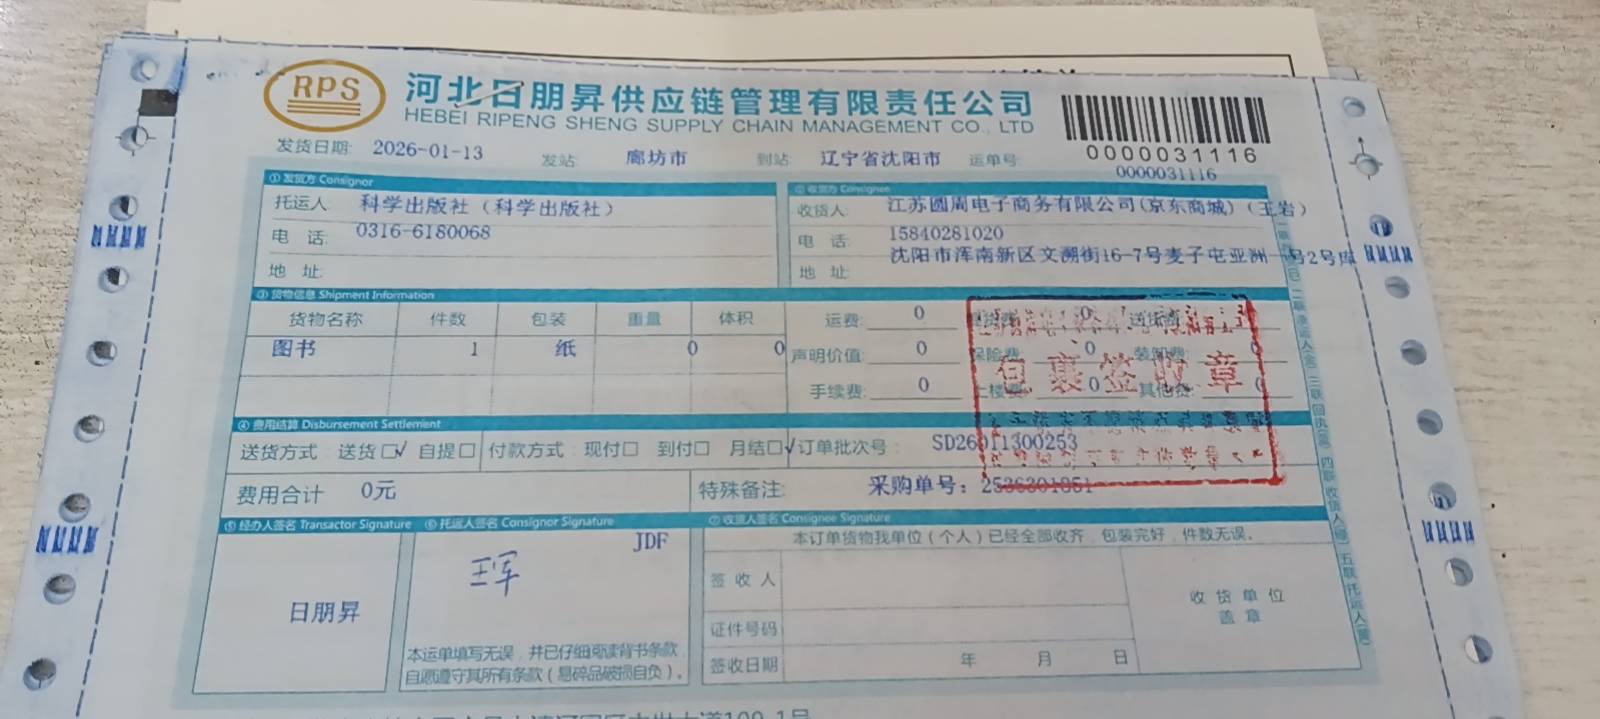 RPS
河北日朋昇供应链管理有限责任公司
HEBEI RIPENG SHENG SUPPLY CHAIN MANAGEMENT CO., LTD
0000031116
发货日期: 2026-01-13 发站: 廊坊市 到站: 辽宁省沈阳市 运单号: 0000031116
① 发货方 Consignor
② 收货方 Consignee
托运人 科学出版社（科学出版社）
收货人: 江苏圆周电子商务有限公司(京东商城)（王岩）
电 话: 0316-6180068
电 话: 15840281020
地 址:
地 址: 沈阳市浑南新区文溯街16-7号麦子屯亚洲一号2号库
③ 货物信息 Shipment Information
货物名称 件数 包装 重量 体积
运费: 0
图书 1 纸 0 0
声明价值: 0 保险费: 0 装卸费:
手续费: 0 上楼费: 0 其他费:
包裹签收章
④ 费用结算 Disbursement Settlement
送货方式 送货□√ 自提□ 付款方式: 现付□ 到付□ 月结□√ 订单批次号: SD26011300253
费用合计 0元
特殊备注: 采购单号:
⑤ 经办人签名 Transactor Signature
⑥ 托运人签名 Consignor Signature
⑦ 收货人签名 Consignee Signature
日朋昇
JDF
王军
本运单填写无误，并已仔细阅读背书条款
自愿遵守其所有条款（易碎品破损自负）。
本订单货物我单位（个人）已经全部收齐，包装完好，件数无误。
签 收 人
证件号码
签收日期 年 月 日
收 货 单 位
盖 章